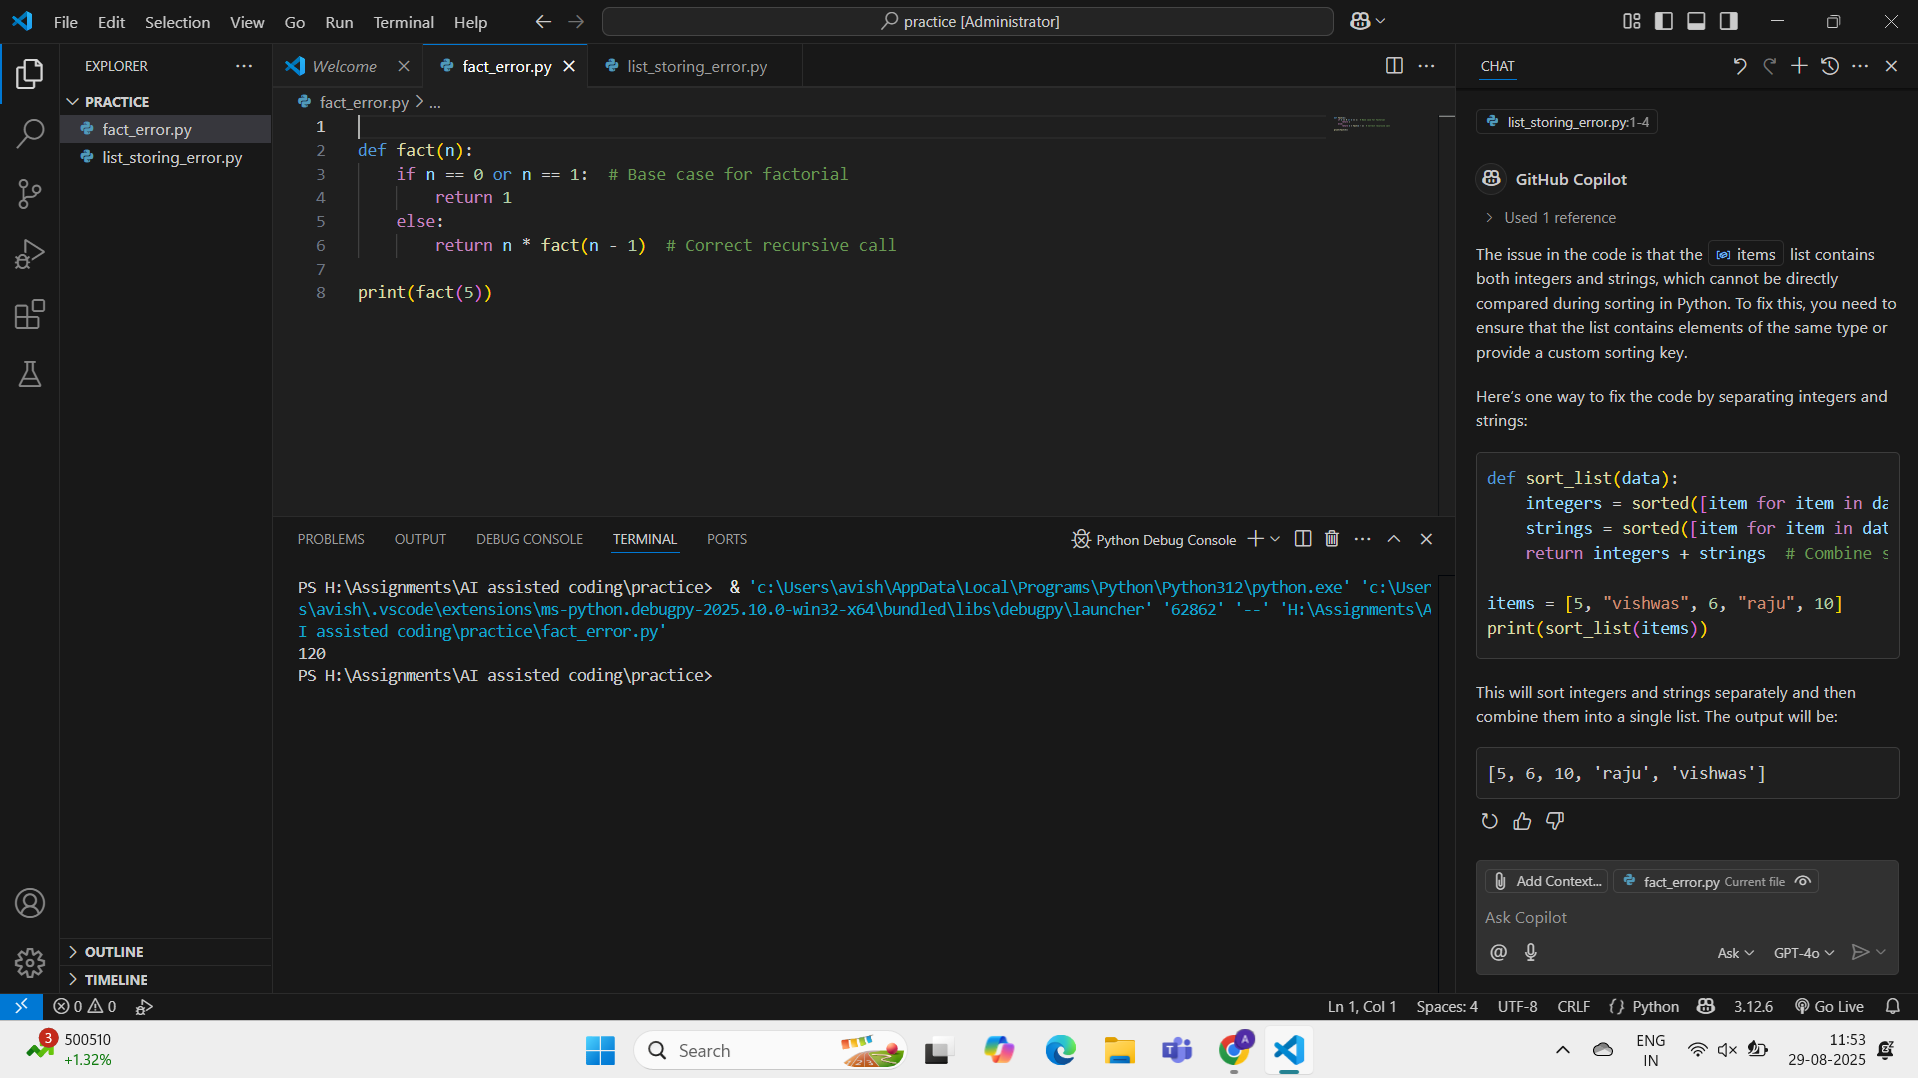 File Edit Selection View Go Run Terminal Help
practice [Administrator]
EXPLORER
PRACTICE
fact_error.py
list_storing_error.py
OUTLINE
TIMELINE
Welcome
fact_error.py
list_storing_error.py
fact_error.py > ...
1
2 def fact(n):
3 if n == 0 or n == 1:  # Base case for factorial
4 return 1
5 else:
6 return n * fact(n - 1)  # Correct recursive call
7
8 print(fact(5))
PROBLEMS OUTPUT DEBUG CONSOLE TERMINAL PORTS
Python Debug Console
PS H:\Assignments\AI assisted coding\practice>  & 'c:\Users\avish\AppData\Local\Programs\Python\Python312\python.exe' 'c:\User
s\avish\.vscode\extensions\ms-python.debugpy-2025.10.0-win32-x64\bundled\libs\debugpy\launcher' '62862' '--' 'H:\Assignments\A
I assisted coding\practice\fact_error.py'
120
PS H:\Assignments\AI assisted coding\practice>
CHAT
list_storing_error.py:1-4
GitHub Copilot
Used 1 reference
The issue in the code is that the items list contains
both integers and strings, which cannot be directly
compared during sorting in Python. To fix this, you need to
ensure that the list contains elements of the same type or
provide a custom sorting key.
Here's one way to fix the code by separating integers and
strings:
def sort_list(data):
integers = sorted([item for item in da
strings = sorted([item for item in dat
return integers + strings  # Combine s
items = [5, "vishwas", 6, "raju", 10]
print(sort_list(items))
This will sort integers and strings separately and then
combine them into a single list. The output will be:
[5, 6, 10, 'raju', 'vishwas']
Add Context...
fact_error.py Current file
Ask Copilot
@
Ask
GPT-4o
0 0
Ln 1, Col 1 Spaces: 4 UTF-8 CRLF {} Python 3.12.6 Go Live
3
500510
+1.32%
Search
A
ENG
IN
11:53
29-08-2025